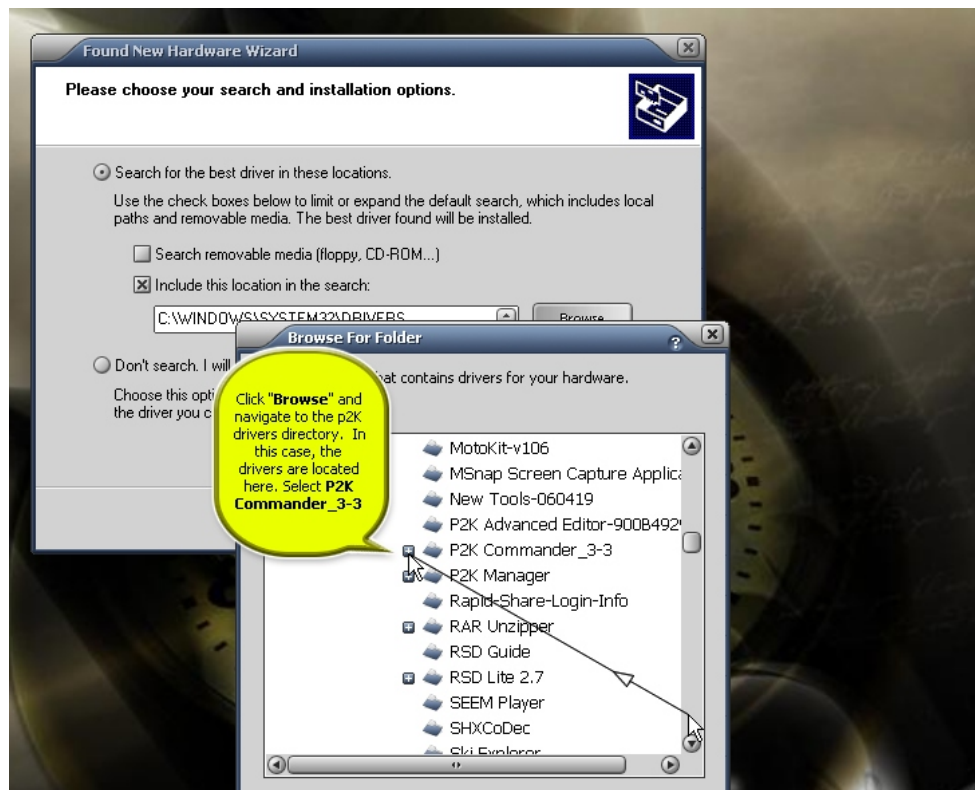 Found New Hardware Wizard
Please choose your search and installation options.
Search for the best driver in these locations.
Use the check boxes below to limit or expand the default search, which includes local
paths and removable media. The best driver found will be installed.
Search removable media (floppy, CD-ROM...)
Include this location in the search:
C:\WINDOWS\SYSTEM32\DRIVERS
Browse
Browse For Folder
?
Don't search. I will
hat contains drivers for your hardware.
Choose this opti
the driver you c
Click "Browse" and
navigate to the p2K
drivers directory. In
this case, the
drivers are located
here. Select P2K
Commander_3-3
MotoKit-v106
MSnap Screen Capture Applic
New Tools-060419
P2K Advanced Editor-900B492
P2K Commander_3-3
P2K Manager
Rapid-Share-Login-Info
RAR Unzipper
RSD Guide
RSD Lite 2.7
SEEM Player
SHXCoDec
Ski Explorer